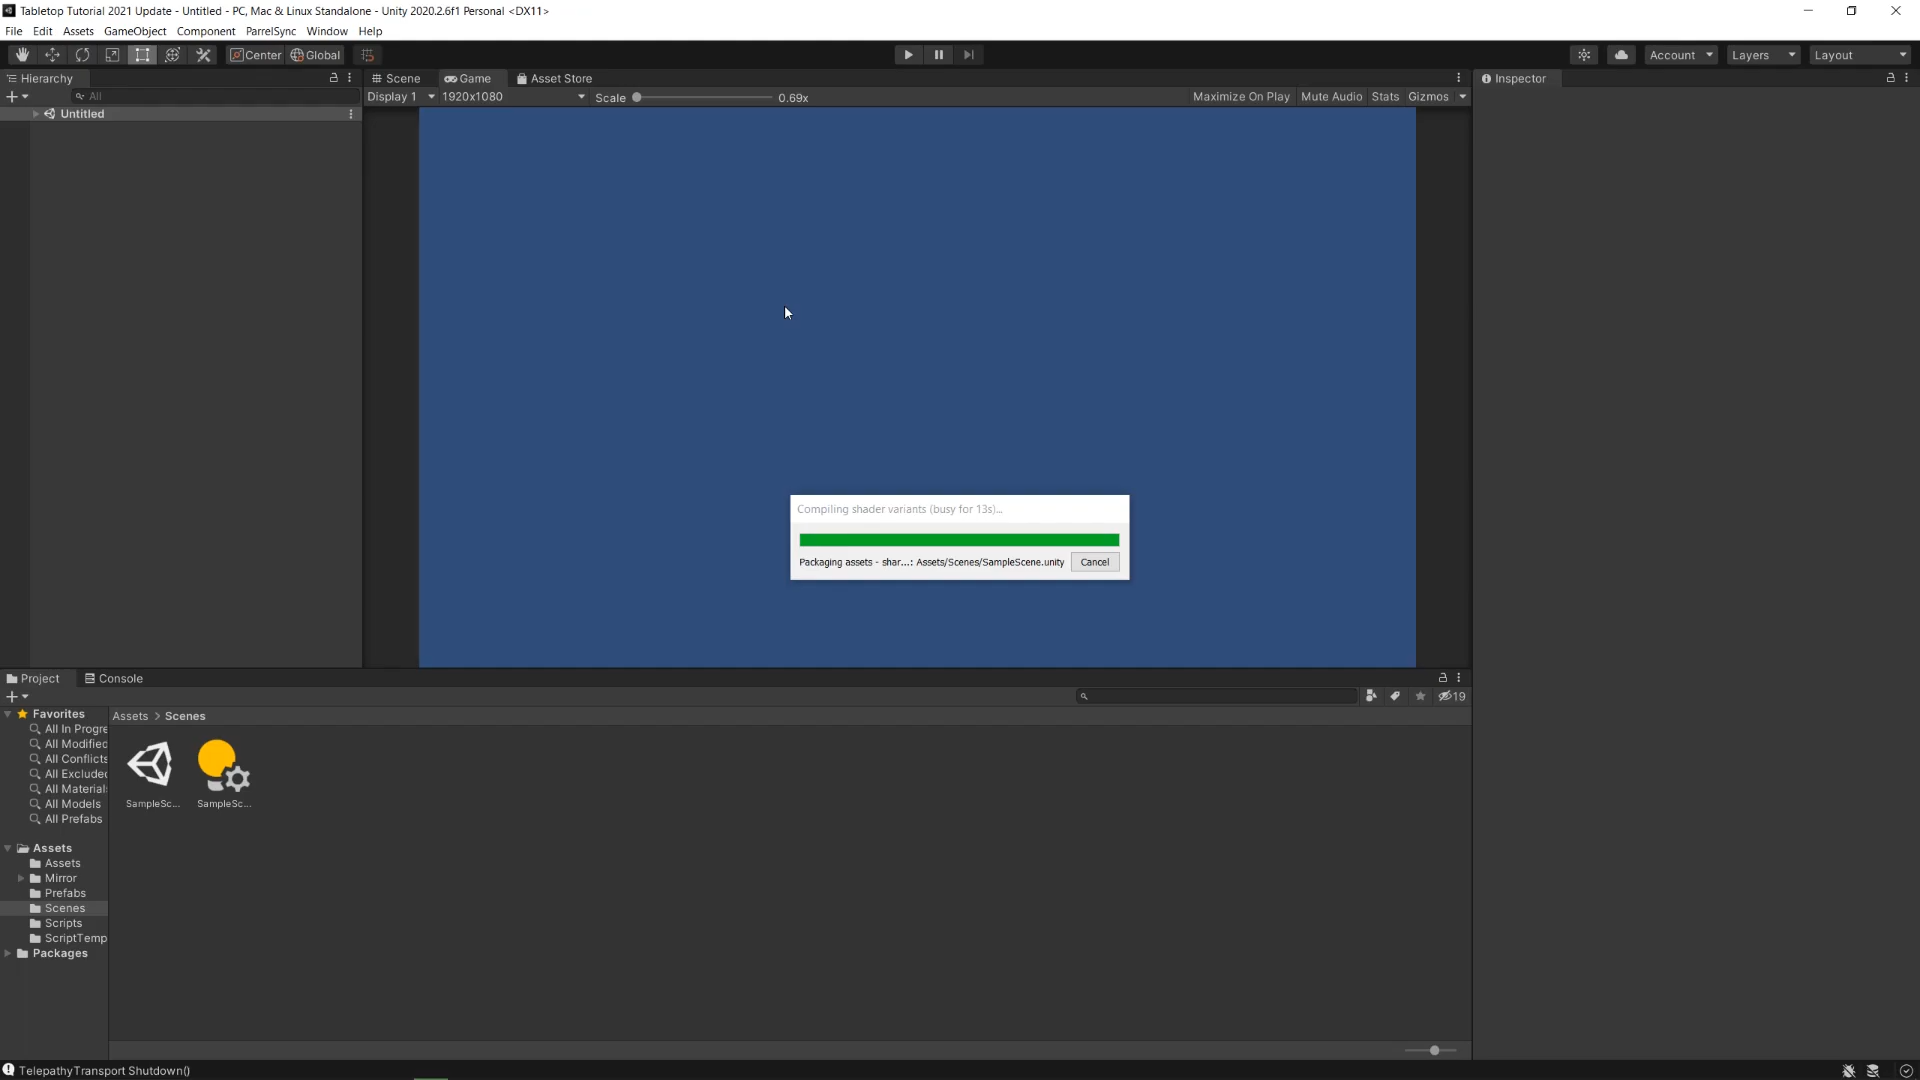 Tabletop Tutorial 2021 Update - Untitled - PC, Mac & Linux Standalone - Unity 2020.2.6f1 Personal <DX11>
File Edit Assets GameObject Component ParrelSync Window Help
Center Global Account Layers Layout
Hierarchy Scene Game Asset Store Inspector
All Display 1 1920x1080 Scale 0.69x Maximize On Play Mute Audio Stats Gizmos
Untitled
Compiling shader variants (busy for 13s)...
Packaging assets - shar...: Assets/Scenes/SampleScene.unity Cancel
Project Console
19
Favorites Assets > Scenes
All In Progre
All Modified
All Conflicts
All Excluded
All Material
All Models
All Prefabs
SampleSc... SampleSc...
Assets
Assets
Mirror
Prefabs
Scenes
Scripts
ScriptTemp
Packages
TelepathyTransport Shutdown()